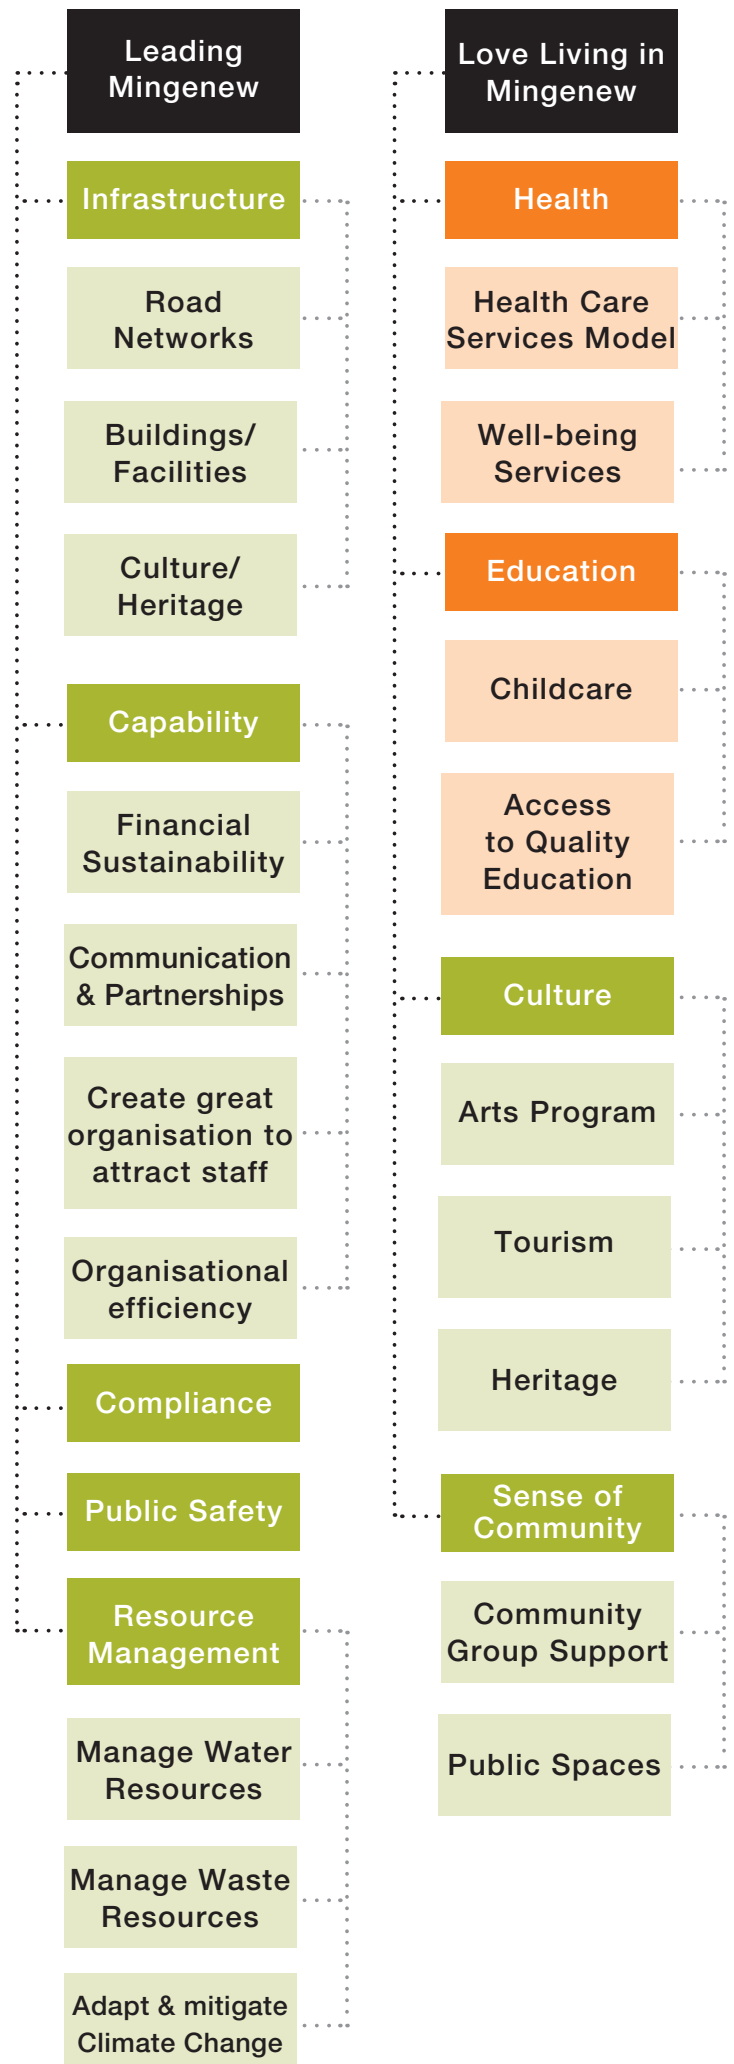 Leading
Mingenew
Infrastructure
Road
Networks
Buildings/
Facilities
Culture/
Heritage
Capability
Financial
Sustainability
Communication
& Partnerships
Create great
organisation to
attract staff
Organisational
efficiency
Compliance
Public Safety
Resource
Management
Manage Water
Resources
Manage Waste
Resources
Adapt & mitigate
Climate Change
Love Living in
Mingenew
Health
Health Care
Services Model
Well-being
Services
Education
Childcare
Access
to Quality
Education
Culture
Arts Program
Tourism
Heritage
Sense of
Community
Community
Group Support
Public Spaces